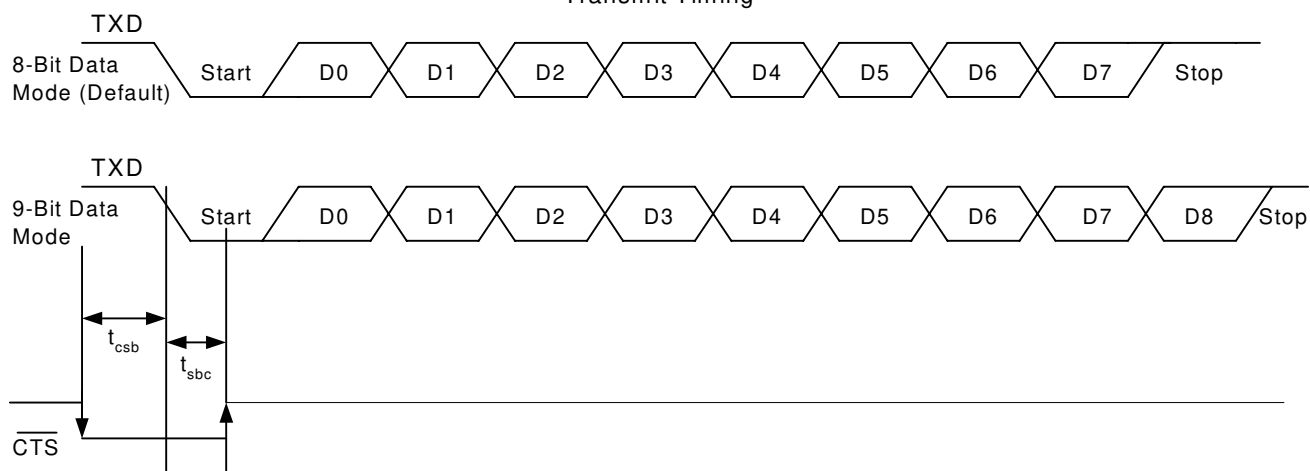 Transmit Timing
TXD
8-Bit Data
Mode (Default)
Start D0 D1 D2 D3 D4 D5 D6 D7 Stop
TXD
9-Bit Data
Mode
Start D0 D1 D2 D3 D4 D5 D6 D7 D8 Stop
tcsb
tsbc
CTS